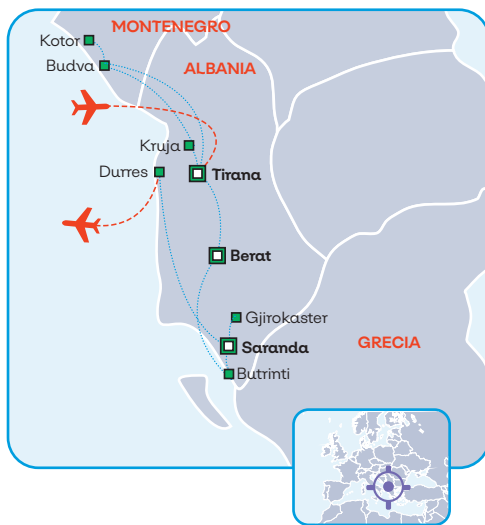 MONTENEGRO
Kotor
Budva
ALBANIA
Kruja
Durres
Tirana
Berat
Gjirokaster
Saranda
GRECIA
Butrinti